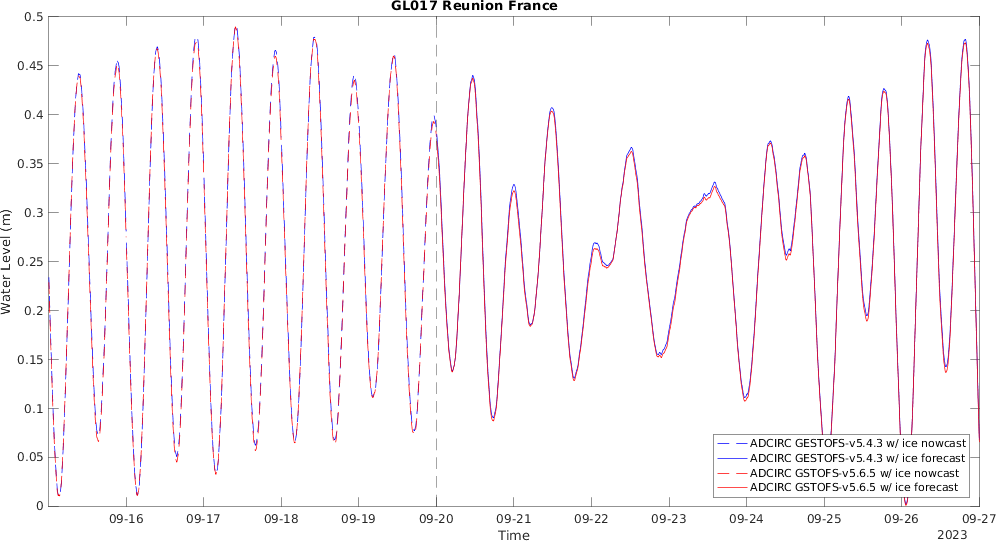 GL017 Reunion France
0.5
0.45
0.4
0.35
0.3
0.25
0.2
0.15
0.1
0.05
0
Water Level (m)
09-16 09-17 09-18 09-19 09-20 09-21 09-22 09-23 09-24 09-25 09-26 09-27
Time
2023
ADCIRC GESTOFS-v5.4.3 w/ ice nowcast
ADCIRC GESTOFS-v5.4.3 w/ ice forecast
ADCIRC GSTOFS-v5.6.5 w/ ice nowcast
ADCIRC GSTOFS-v5.6.5 w/ ice forecast